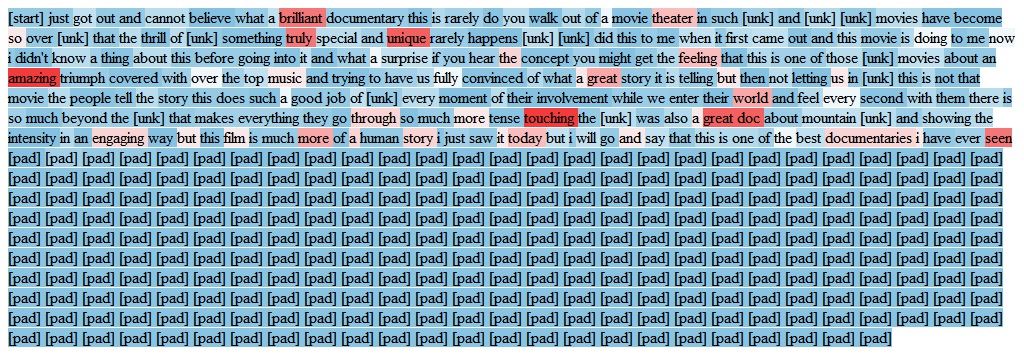 [start] just got out and cannot believe what a brilliant documentary this is rarely do you walk out of a movie theater in such [unk] and [unk] [unk] movies have become
so over [unk] that the thrill of [unk] something truly special and unique rarely happens [unk] [unk] did this to me when it first came out and this movie is doing to me now
i didn't know a thing about this before going into it and what a surprise if you hear the concept you might get the feeling that this is one of those [unk] movies about an
amazing triumph covered with over the top music and trying to have us fully convinced of what a great story it is telling but then not letting us in [unk] this is not that
movie the people tell the story this does such a good job of [unk] every moment of their involvement while we enter their world and feel every second with them there is
so much beyond the [unk] that makes everything they go through so much more tense touching the [unk] was also a great doc about mountain [unk] and showing the
intensity in an engaging way but this film is much more of a human story i just saw it today but i will go and say that this is one of the best documentaries i have ever seen
[pad] [pad] [pad] [pad] [pad] [pad] [pad] [pad] [pad] [pad] [pad] [pad] [pad] [pad] [pad] [pad] [pad] [pad] [pad] [pad] [pad] [pad] [pad] [pad] [pad] [pad] [pad]
[pad] [pad] [pad] [pad] [pad] [pad] [pad] [pad] [pad] [pad] [pad] [pad] [pad] [pad] [pad] [pad] [pad] [pad] [pad] [pad] [pad] [pad] [pad] [pad] [pad] [pad] [pad]
[pad] [pad] [pad] [pad] [pad] [pad] [pad] [pad] [pad] [pad] [pad] [pad] [pad] [pad] [pad] [pad] [pad] [pad] [pad] [pad] [pad] [pad] [pad] [pad] [pad] [pad] [pad]
[pad] [pad] [pad] [pad] [pad] [pad] [pad] [pad] [pad] [pad] [pad] [pad] [pad] [pad] [pad] [pad] [pad] [pad] [pad] [pad] [pad] [pad] [pad] [pad] [pad] [pad] [pad]
[pad] [pad] [pad] [pad] [pad] [pad] [pad] [pad] [pad] [pad] [pad] [pad] [pad] [pad] [pad] [pad] [pad] [pad] [pad] [pad] [pad] [pad] [pad] [pad] [pad] [pad] [pad]
[pad] [pad] [pad] [pad] [pad] [pad] [pad] [pad] [pad] [pad] [pad] [pad] [pad] [pad] [pad] [pad] [pad] [pad] [pad] [pad] [pad] [pad] [pad] [pad] [pad] [pad] [pad]
[pad] [pad] [pad] [pad] [pad] [pad] [pad] [pad] [pad] [pad] [pad] [pad] [pad] [pad] [pad] [pad] [pad] [pad] [pad] [pad] [pad] [pad] [pad] [pad] [pad] [pad] [pad]
[pad] [pad] [pad] [pad] [pad] [pad] [pad] [pad] [pad] [pad] [pad] [pad] [pad] [pad] [pad] [pad] [pad] [pad] [pad] [pad] [pad] [pad] [pad] [pad] [pad] [pad] [pad]
[pad] [pad] [pad] [pad] [pad] [pad] [pad] [pad] [pad] [pad] [pad] [pad] [pad] [pad] [pad] [pad] [pad] [pad] [pad] [pad] [pad] [pad] [pad] [pad] [pad] [pad] [pad]
[pad] [pad] [pad] [pad] [pad] [pad] [pad] [pad] [pad] [pad] [pad] [pad] [pad] [pad] [pad] [pad] [pad] [pad] [pad] [pad] [pad] [pad] [pad] [pad]